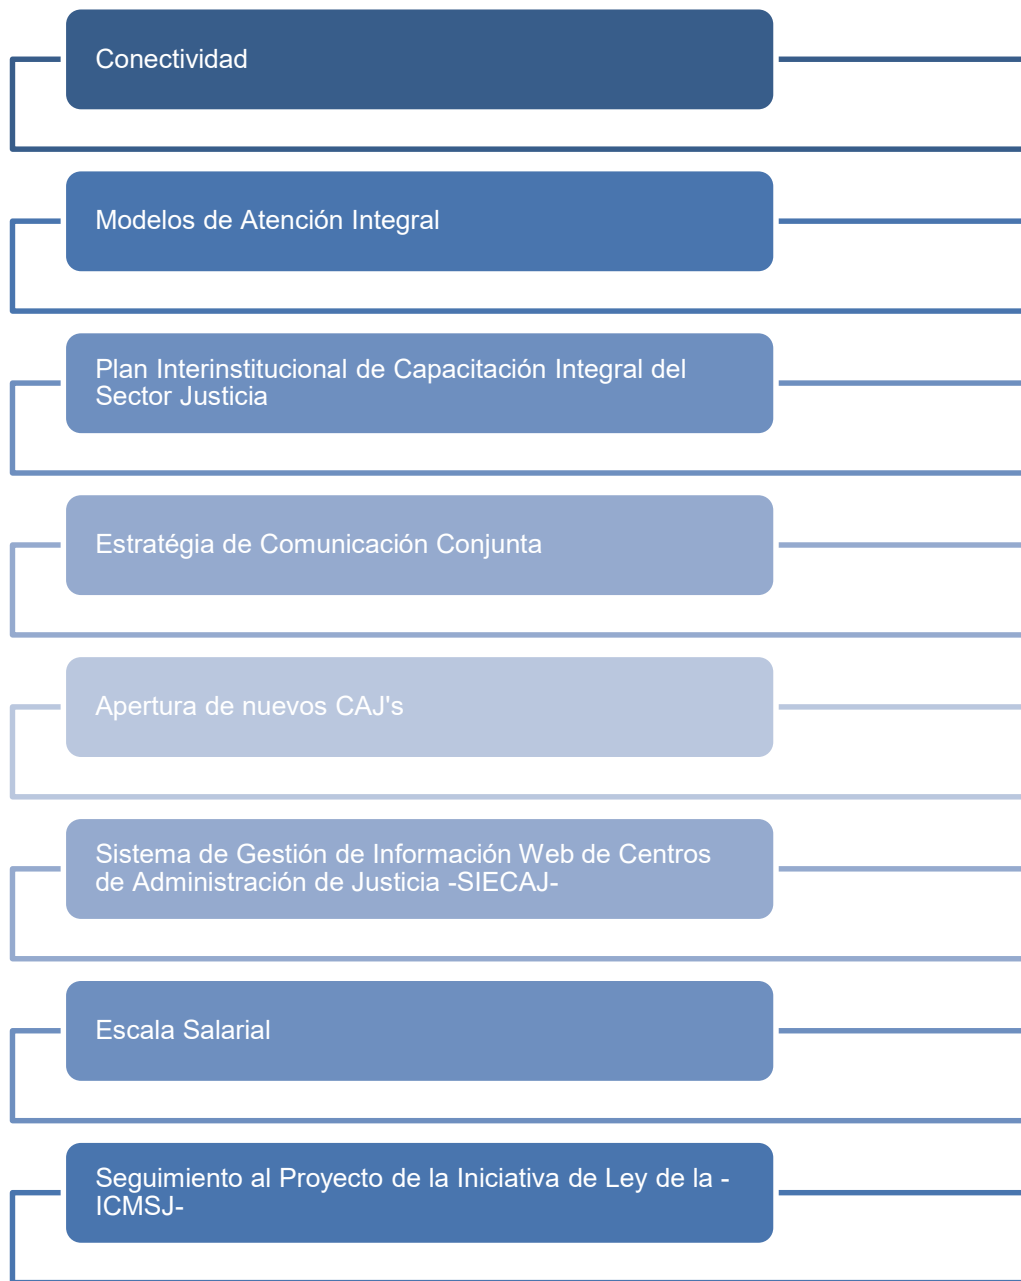 Conectividad
Modelos de Atención Integral
Plan Interinstitucional de Capacitación Integral del
Sector Justicia
Estratégia de Comunicación Conjunta
Apertura de nuevos CAJ's
Sistema de Gestión de Información Web de Centros
de Administración de Justicia -SIECAJ-
Escala Salarial
Seguimiento al Proyecto de la Iniciativa de Ley de la -
ICMSJ-